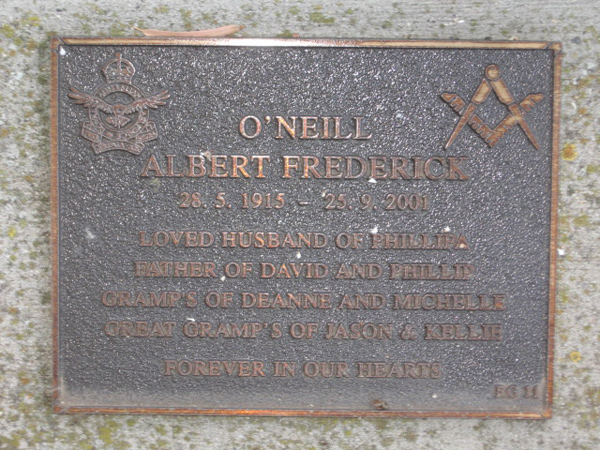 O'NEILL
ALBERT FREDERICK
28. 5. 1915 - 25. 9. 2001
LOVED HUSBAND OF PHILLIPA
FATHER OF DAVID AND PHILLIP
GRAMP'S OF DEANNE AND MICHELLE
GREAT GRAMP'S OF JASON & KELLIE
FOREVER IN OUR HEARTS
FG 11